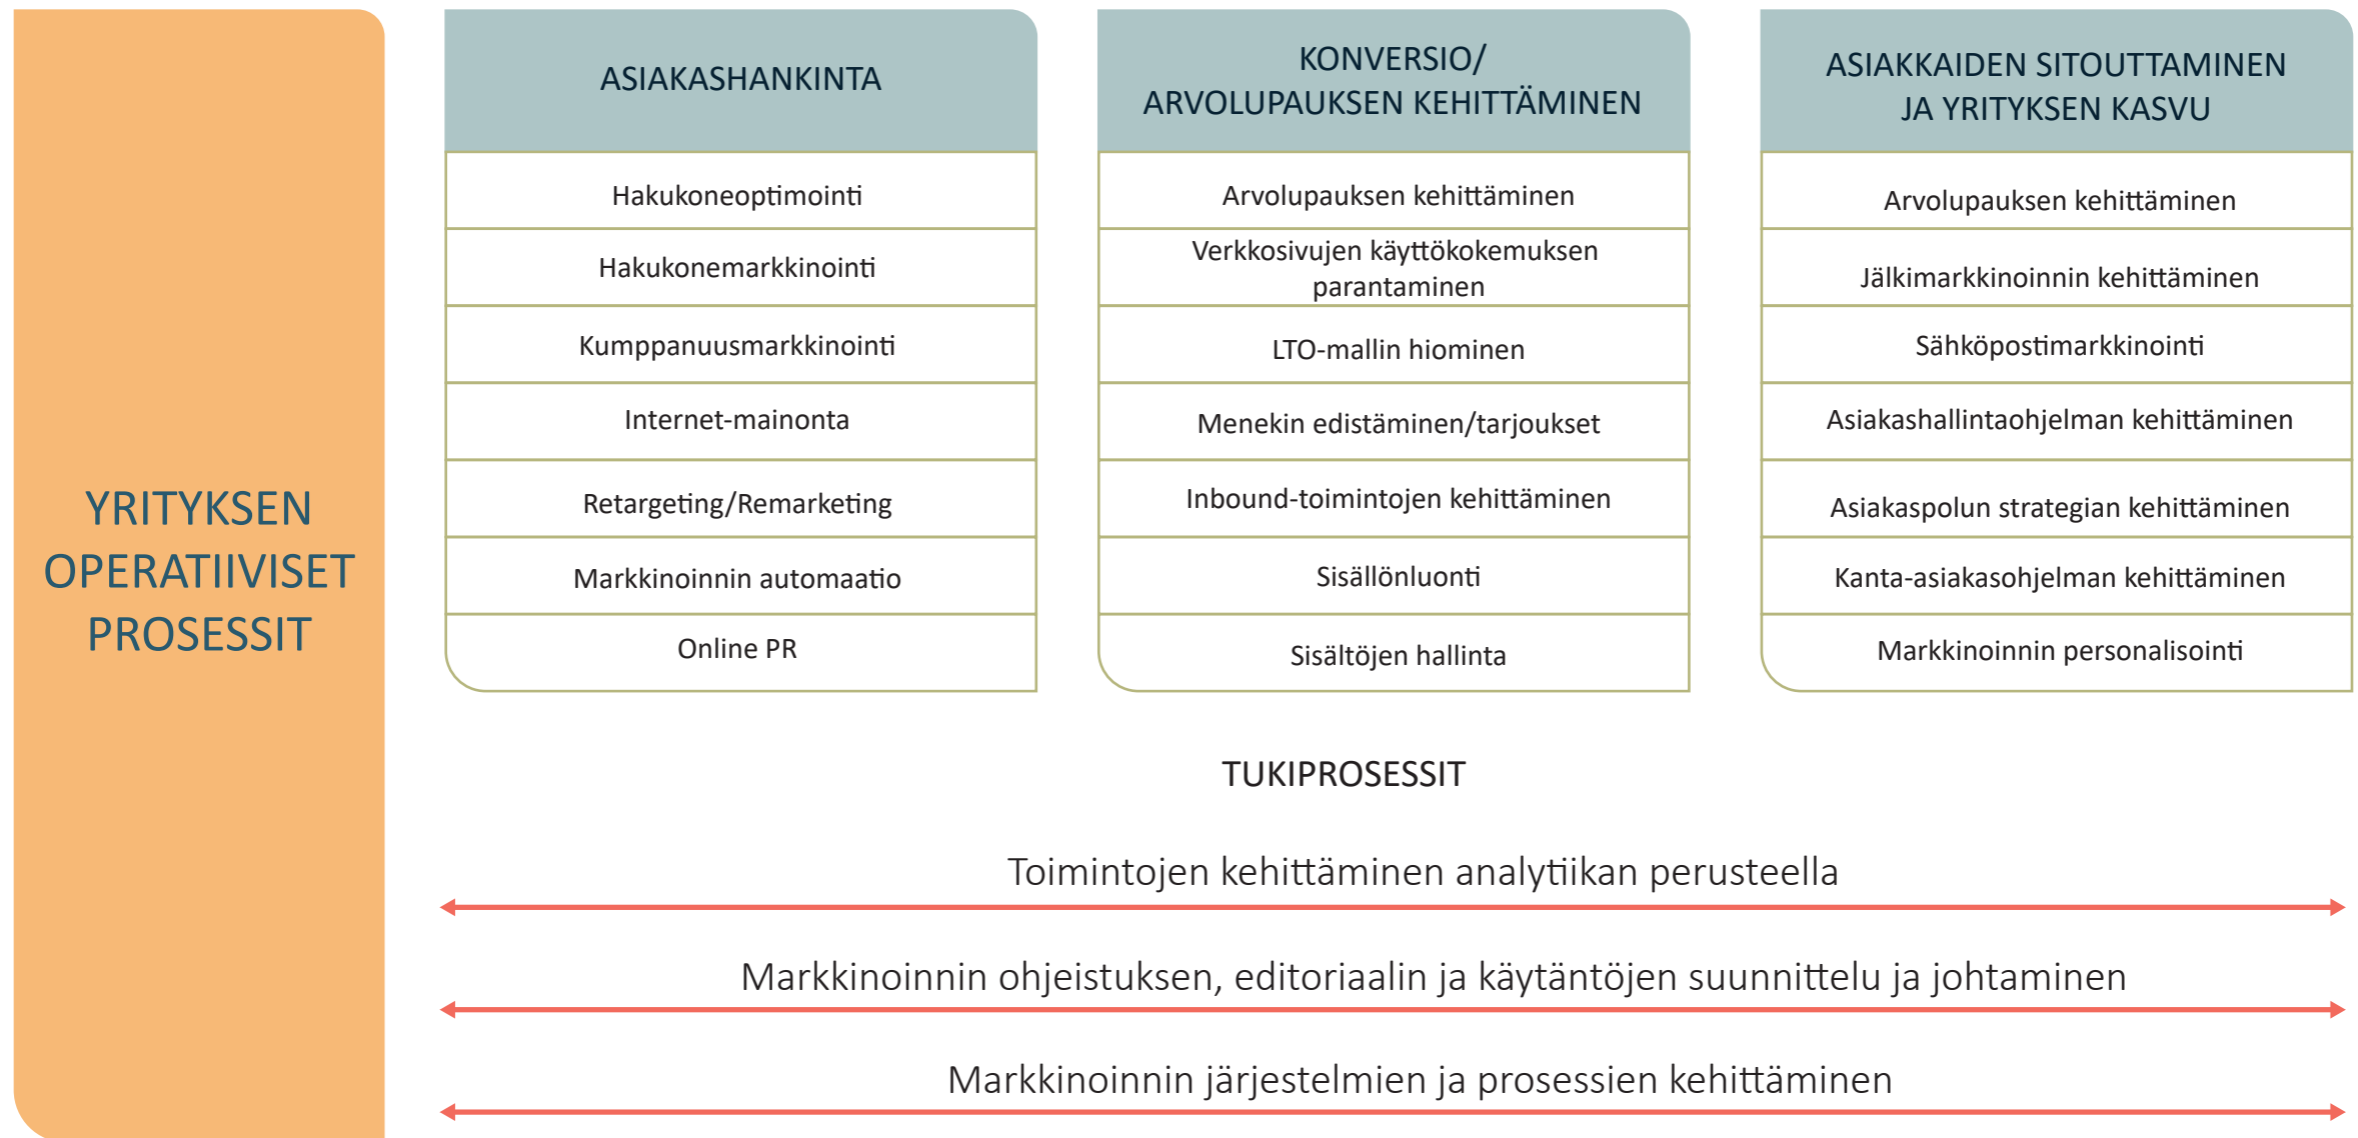 YRITYKSEN
OPERATIIVISET
PROSESSIT
ASIAKASHANKINTA
Hakukoneoptimointi
Hakukonemarkkinointi
Kumppanuusmarkkinointi
Internet-mainonta
Retargeting/Remarketing
Markkinoinnin automaatio
Online PR
KONVERSIO/
ARVOLUPAUKSEN KEHITTÄMINEN
Arvolupauksen kehittäminen
Verkkosivujen käyttökokemuksen
parantaminen
LTO-mallin hiominen
Menekin edistäminen/tarjoukset
Inbound-toimintojen kehittäminen
Sisällönluonti
Sisältöjen hallinta
ASIAKKAIDEN SITOUTTAMINEN
JA YRITYKSEN KASVU
Arvolupauksen kehittäminen
Jälkimarkkinoinnin kehittäminen
Sähköpostimarkkinointi
Asiakashallintaohjelman kehittäminen
Asiakaspolun strategian kehittäminen
Kanta-asiakasohjelman kehittäminen
Markkinoinnin personalisointi
TUKIPROSESSIT
Toimintojen kehittäminen analytiikan perusteella
Markkinoinnin ohjeistuksen, editoriaalin ja käytäntöjen suunnittelu ja johtaminen
Markkinoinnin järjestelmien ja prosessien kehittäminen